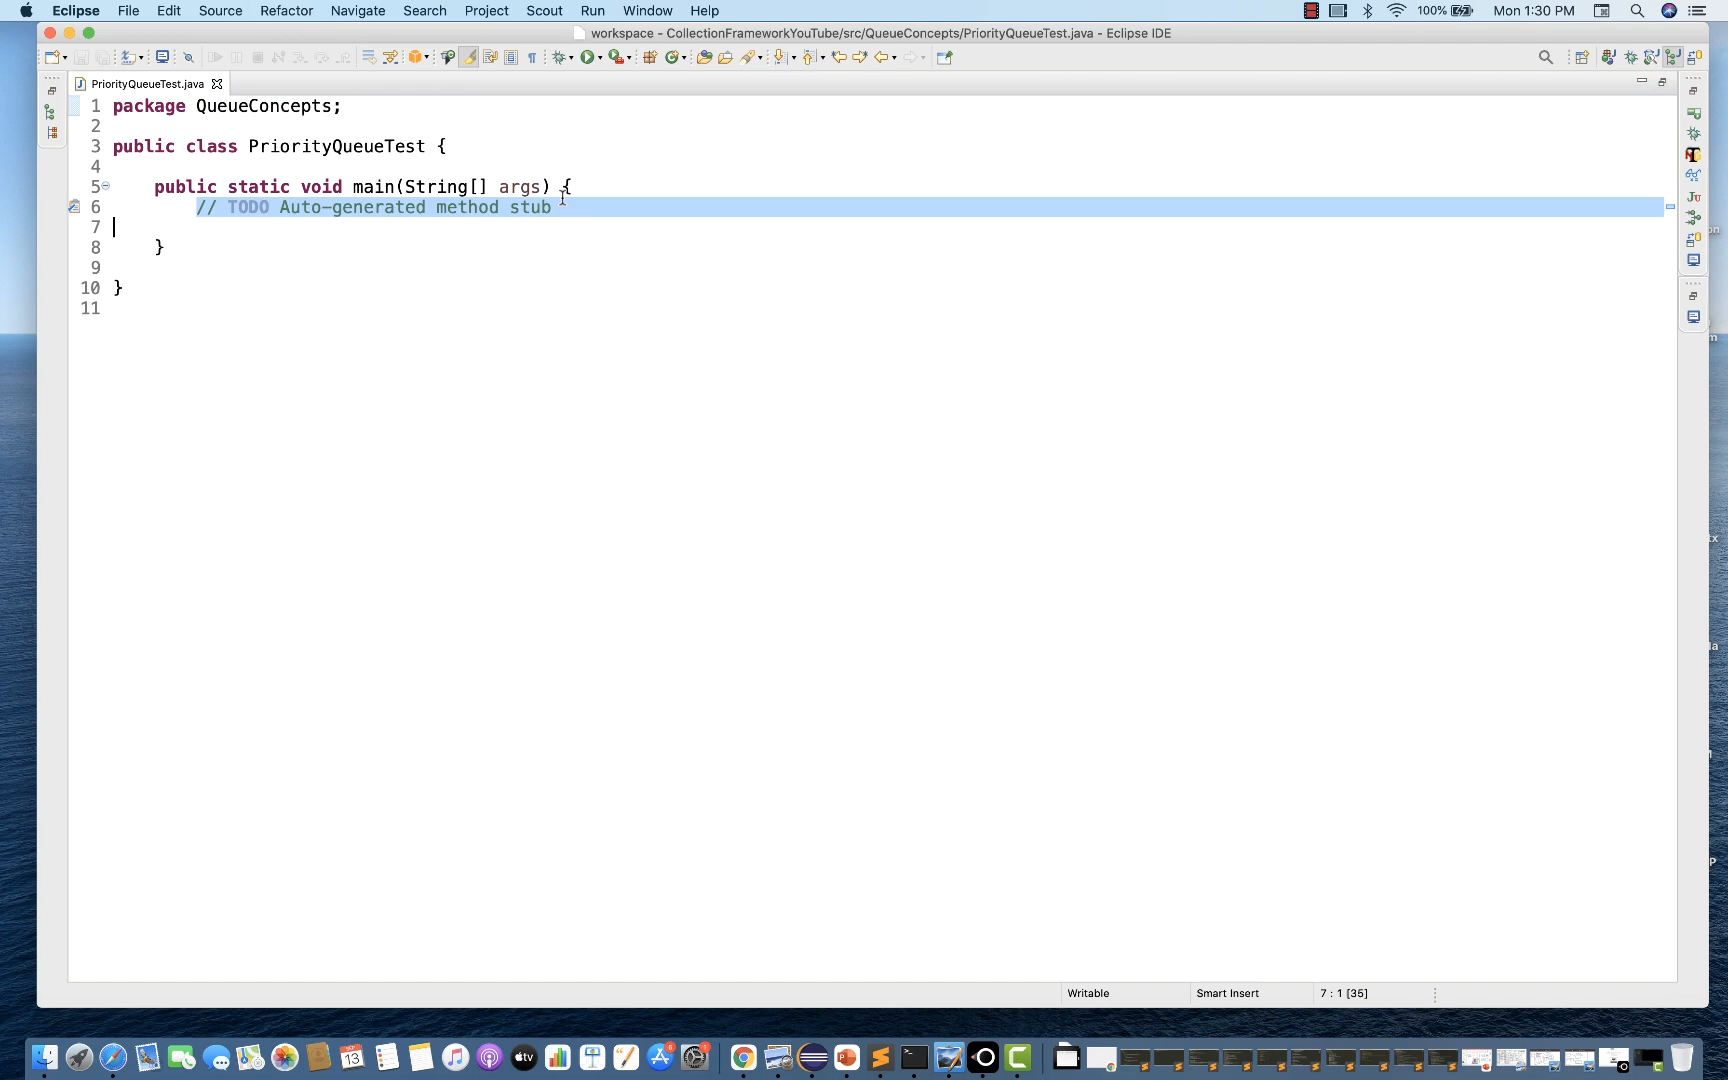 Eclipse File Edit Source Refactor Navigate Search Project Scout Run Window Help 100% Mon 1:30 PM
workspace - CollectionFrameworkYouTube/src/QueueConcepts/PriorityQueueTest.java - Eclipse IDE
PriorityQueueTest.java
1 package QueueConcepts;
2
3 public class PriorityQueueTest {
4
5 public static void main(String[] args) {
6 // TODO Auto-generated method stub
7
8 }
9
10 }
11
Writable Smart Insert 7 : 1 [35]